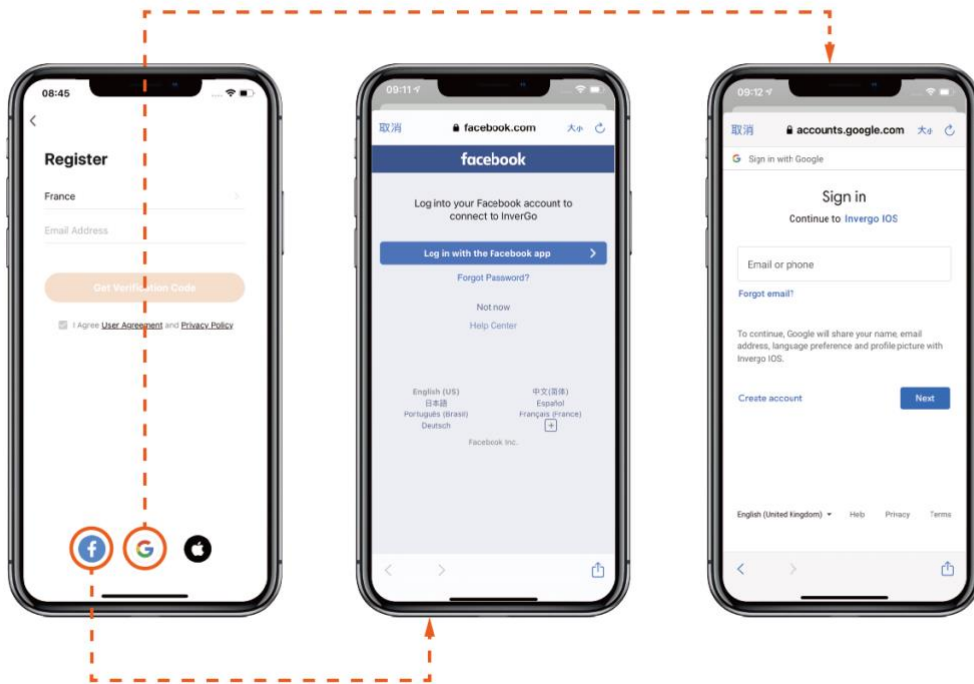 08:45
Register
France
Email Address
Get Verification Code
I Agree User Agreement and Privacy Policy
09:11
取消
facebook.com
大小
facebook
Log into your Facebook account to
connect to InverGo
Log in with the Facebook app
Forgot Password?
Not now
Help Center
English (US)
中文(简体)
日本語
Español
Português (Brasil)
Français (France)
Deutsch
Facebook Inc.
09:12
取消
accounts.google.com
大小
Sign in with Google
Sign in
Continue to Invergo IOS
Email or phone
Forgot email?
To continue, Google will share your name, email
address, language preference and profile picture with
Invergo IOS.
Create account
Next
English (United Kingdom)
Help
Privacy
Terms